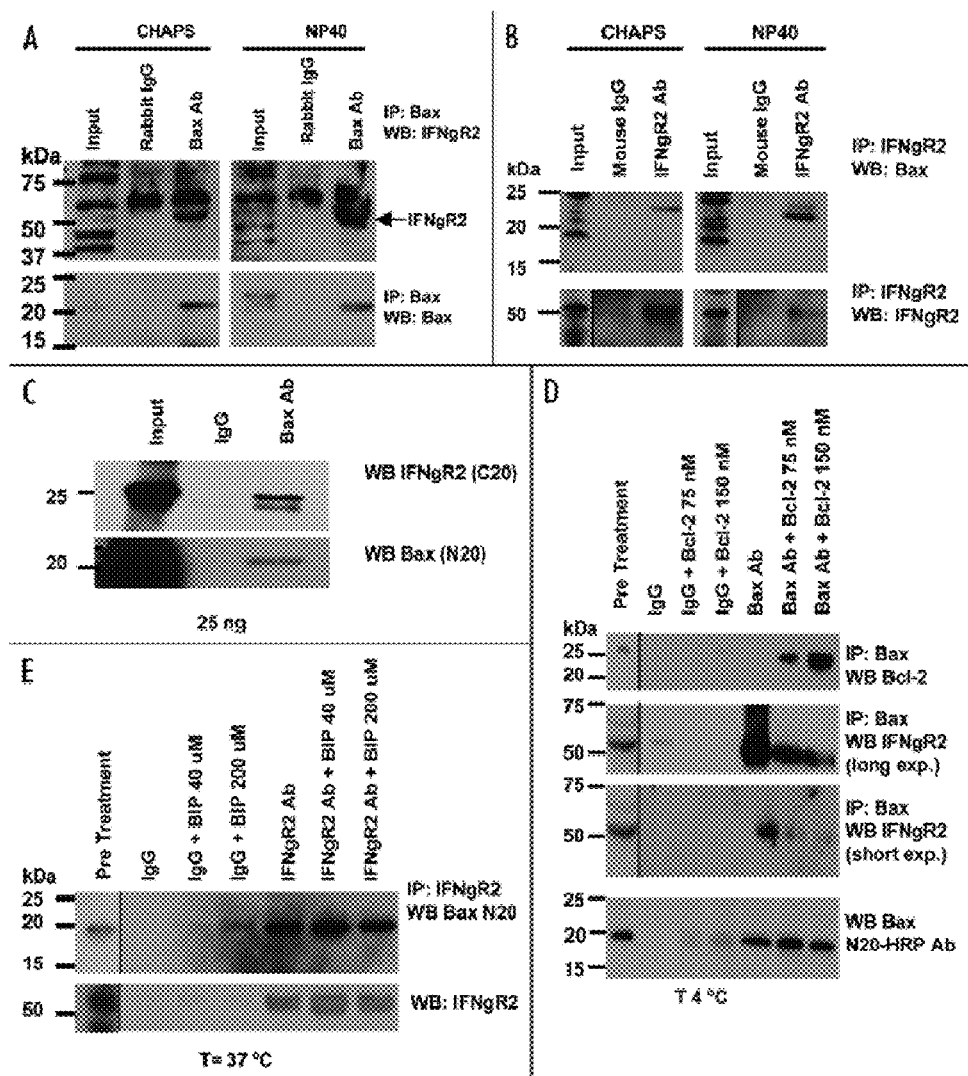 A
CHAPS
NP40
Input
Rabbit IgG
Bax Ab
Input
Rabbit IgG
Bax Ab
IP: Bax
WB: IFNgR2
kDa
75
50
37
IFNgR2
25
20
15
IP: Bax
WB: Bax
B
CHAPS
NP40
Input
Mouse IgG
IFNgR2 Ab
Input
Mouse IgG
IFNgR2 Ab
IP: IFNgR2
WB: Bax
kDa
25
20
15
50
IP: IFNgR2
WB: IFNgR2
C
Input
IgG
Bax Ab
25
WB IFNgR2 (C20)
20
WB Bax (N20)
25 ng
D
Pre Treatment
IgG
IgG + Bcl-2 75 nM
IgG + Bcl-2 150 nM
Bax Ab
Bax Ab + Bcl-2 75 nM
Bax Ab + Bcl-2 150 nM
kDa
25
20
IP: Bax
WB Bcl-2
75
50
IP: Bax
WB IFNgR2
(long exp.)
75
50
IP: Bax
WB IFNgR2
(short exp.)
25
20
15
WB Bax
N20-HRP Ab
T 4 °C
E
Pre Treatment
IgG
IgG + BIP 40 uM
IgG + BIP 200 uM
IFNgR2 Ab
IFNgR2 Ab + BIP 40 uM
IFNgR2 Ab + BIP 200 uM
kDa
25
20
15
IP: IFNgR2
WB Bax N20
50
WB: IFNgR2
T= 37 °C